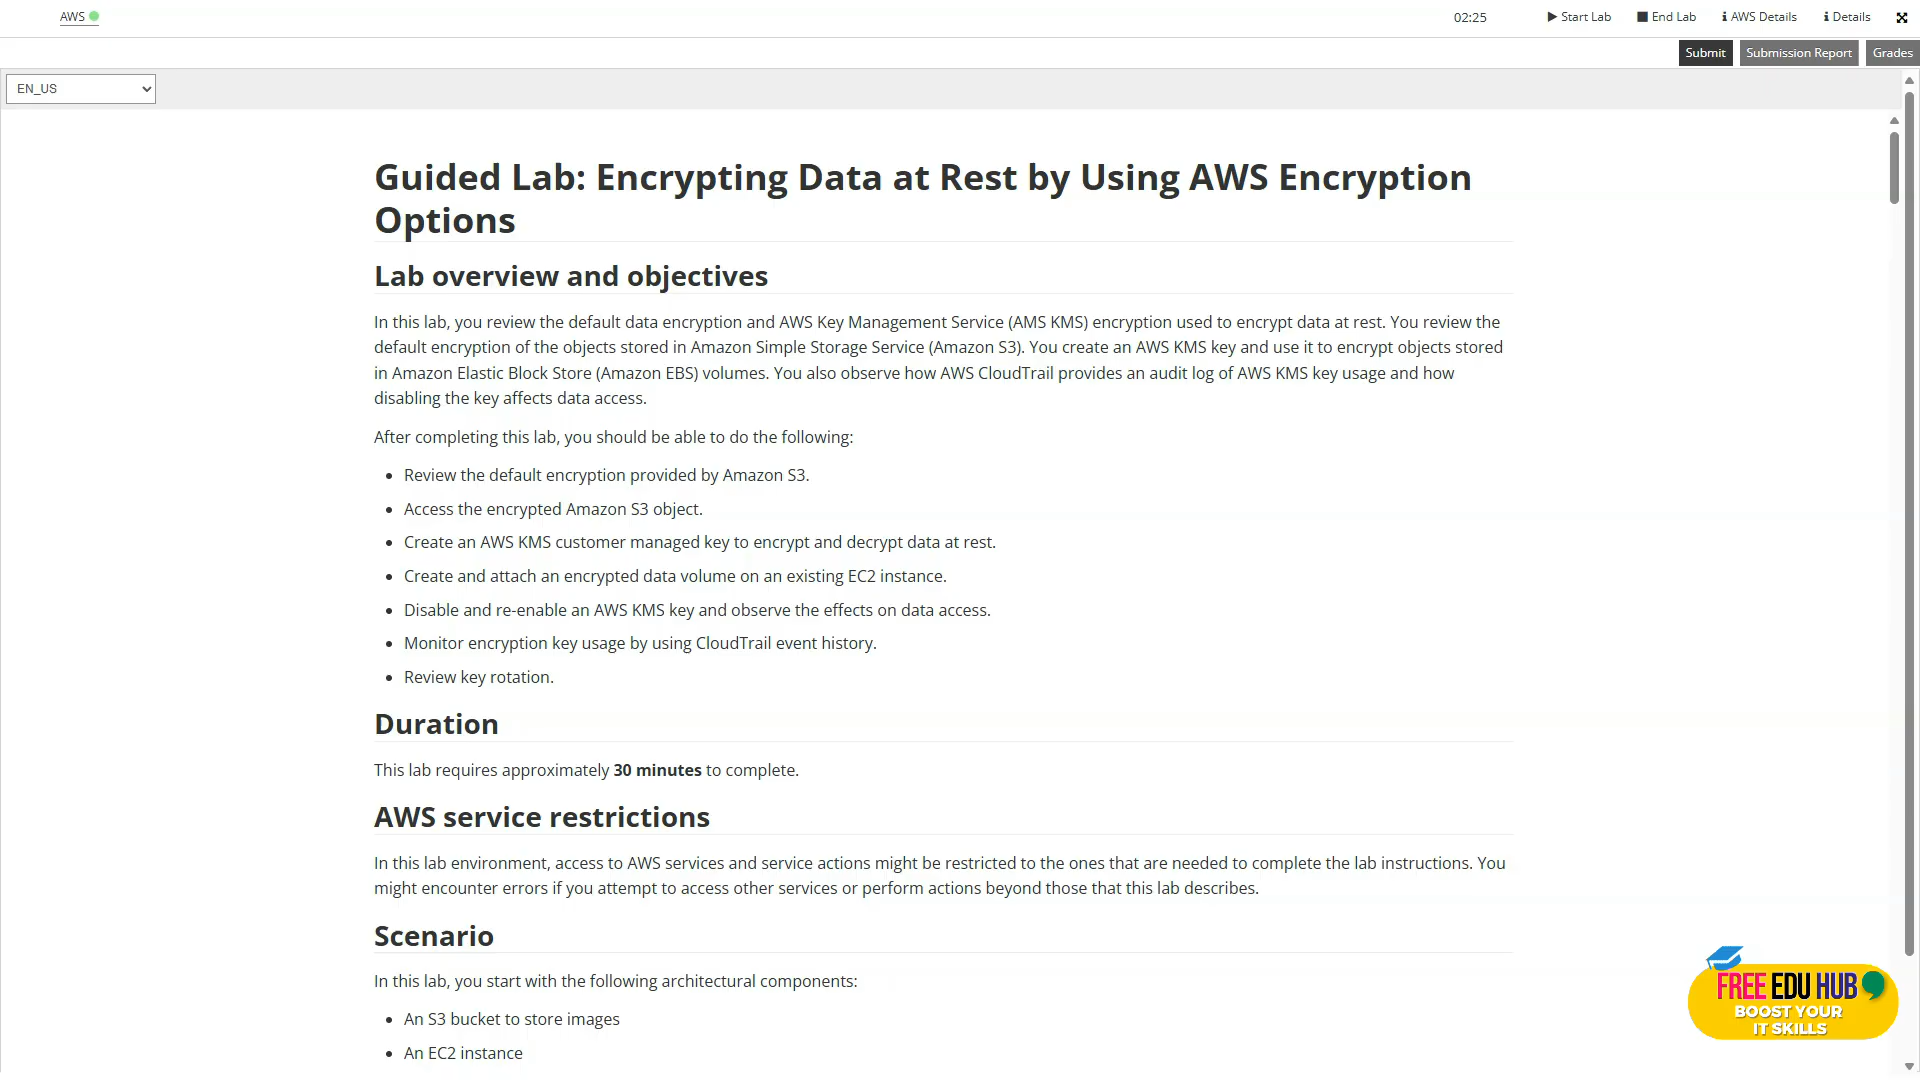 AWS
02:25
Start Lab
End Lab
AWS Details
Details
Submit
Submission Report
Grades
EN_US
Guided Lab: Encrypting Data at Rest by Using AWS Encryption
Options
Lab overview and objectives
In this lab, you review the default data encryption and AWS Key Management Service (AMS KMS) encryption used to encrypt data at rest. You review the
default encryption of the objects stored in Amazon Simple Storage Service (Amazon S3). You create an AWS KMS key and use it to encrypt objects stored
in Amazon Elastic Block Store (Amazon EBS) volumes. You also observe how AWS CloudTrail provides an audit log of AWS KMS key usage and how
disabling the key affects data access.
After completing this lab, you should be able to do the following:
• Review the default encryption provided by Amazon S3.
• Access the encrypted Amazon S3 object.
• Create an AWS KMS customer managed key to encrypt and decrypt data at rest.
• Create and attach an encrypted data volume on an existing EC2 instance.
• Disable and re-enable an AWS KMS key and observe the effects on data access.
• Monitor encryption key usage by using CloudTrail event history.
• Review key rotation.
Duration
This lab requires approximately 30 minutes to complete.
AWS service restrictions
In this lab environment, access to AWS services and service actions might be restricted to the ones that are needed to complete the lab instructions. You
might encounter errors if you attempt to access other services or perform actions beyond those that this lab describes.
Scenario
In this lab, you start with the following architectural components:
• An S3 bucket to store images
• An EC2 instance
FREE EDU HUB
BOOST YOUR
IT SKILLS